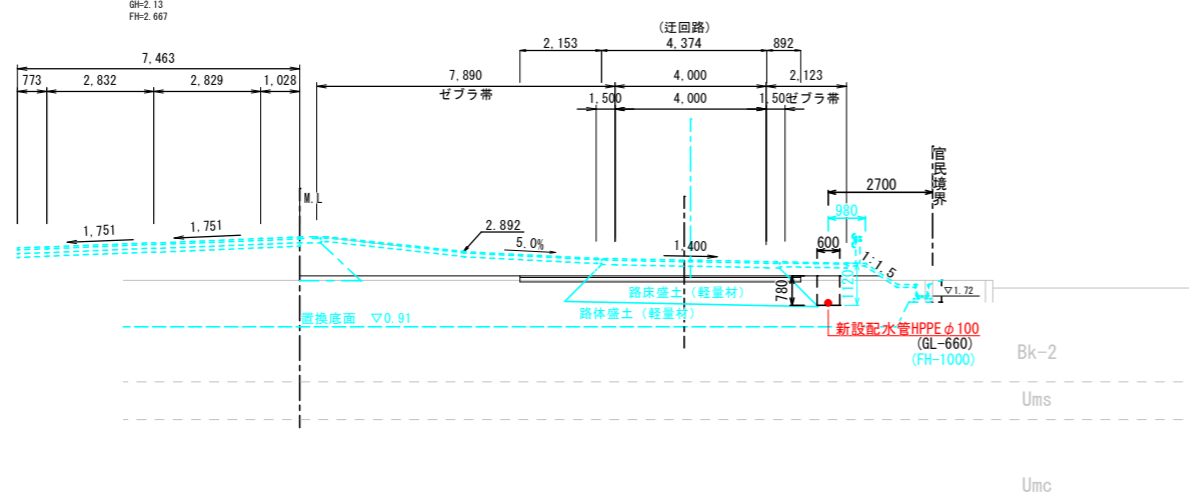 GH=2.13
FH=2.667
(迂回路)
2,153
4,374
892
7,463
773
2,832
2,829
1,028
7,890
4,000
2,123
ゼブラ帯
1,500
4,000
1,500
ゼブラ帯
官民境界
2700
M.L
980
1,751
1,751
2.892
5.0%
1,400
600
1:1.5
780
1120
▽1.72
路床盛土 (軽量材)
路体盛土 (軽量材)
置換底面 ▽0.91
新設配水管HPPEφ100
(GL-660)
(FH-1000)
Bk-2
Ums
Umc